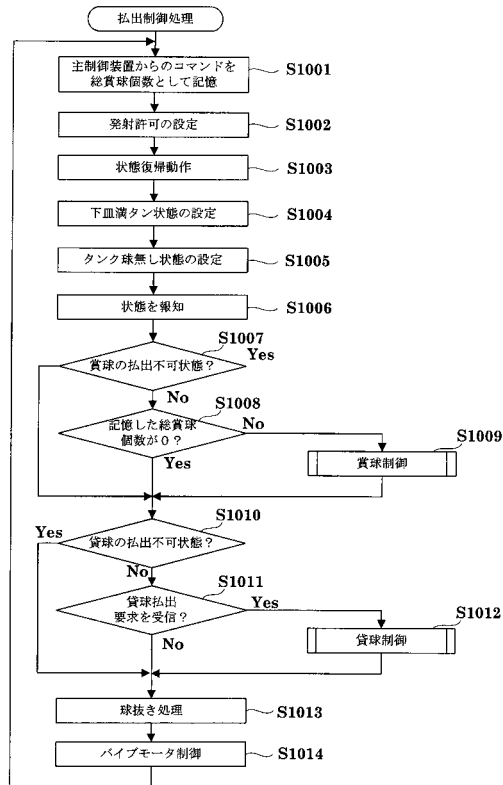 払出制御処理
主制御装置からのコマンドを
総賞球個数として記憶
S1001
発射許可の設定
S1002
状態復帰動作
S1003
下皿満タン状態の設定
S1004
タンク球無し状態の設定
S1005
状態を報知
S1006
S1007
賞球の払出不可状態？
Yes
No
S1008
記憶した総賞球
個数が０？
No
Yes
S1009
賞球制御
S1010
Yes
貸球の払出不可状態？
No
S1011
貸球払出
要求を受信？
Yes
No
S1012
貸球制御
球抜き処理
S1013
バイブモータ制御
S1014